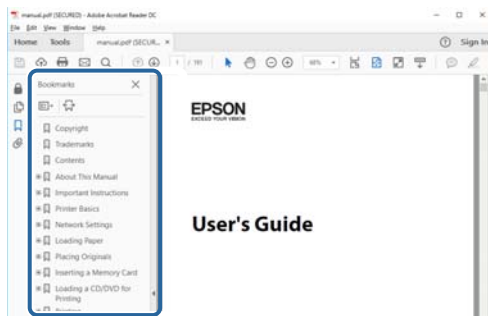 manual.pdf (SECURED) - Adobe Acrobat Reader DC
File Edit View Window Help
Home Tools manual.pdf (SECUR... × Sign In
1 /
Bookmarks
Copyright
Trademarks
Contents
About This Manual
Important Instructions
Printer Basics
Network Settings
Loading Paper
Placing Originals
Inserting a Memory Card
Loading a CD/DVD for
Printing
EPSON
EXCEED YOUR VISION
User's Guide